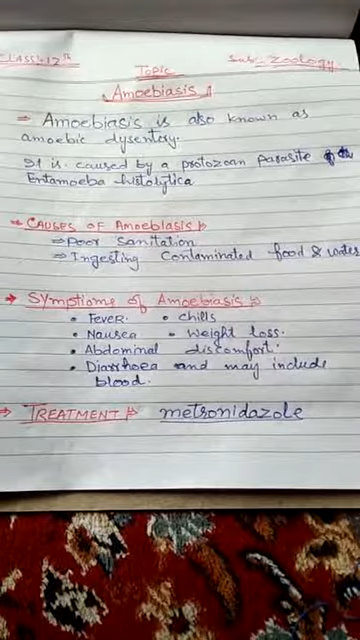 CLASS:-12th Sub:- Zoology
Topic
Amoebiasis
⇒ Amoebiasis is also known as
amoebic dysentery.
It is caused by a protozoan parasite
Entamoeba histolytica
⇒ CAUSES OF Amoebiasis
⇒ Poor sanitation
⇒ Ingesting contaminated food & water
→ Symptioms of Amoebiasis
• Fever. • chills
• Nausea • weight loss.
• Abdominal discomfort.
• Diarrhoea and may include
blood.
⇒ TREATMENT metronidazole